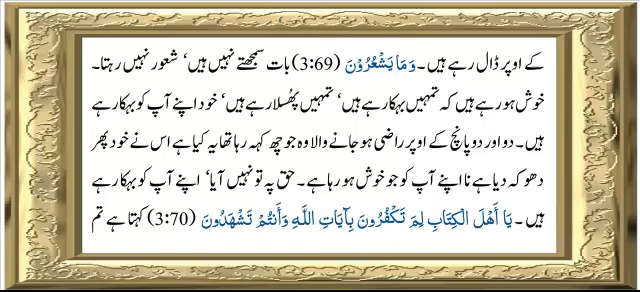 کے اوپر ڈال رہے ہیں۔ وَمَا یَشْعُرُوْنَ (3:69) بات سمجھتے نہیں ہیں‘ شعور نہیں رہتا۔
خوش ہو رہے ہیں کہ تمہیں بہکا رہے ہیں‘ تمہیں پھُسلا رہے ہیں‘ خود اپنے آپ کو بہکا رہے
ہیں۔ دو اور دو پانچ کے اوپر راضی ہو جانے والا وہ جو چھ کہہ رہا تھا یہ کیا ہے اس نے خود پھر
دھوکہ دیا ہے نا اپنے آپ کو جو خوش ہو رہا ہے۔ حق پہ تو نہیں آیا‘ اپنے آپ کو بہکا رہے
ہیں۔ یَا أَهْلَ الْكِتَابِ لِمَ تَكْفُرُونَ بِآيَاتِ اللَّهِ وَأَنتُمْ تَشْهَدُونَ (3:70) کہتا ہے تم